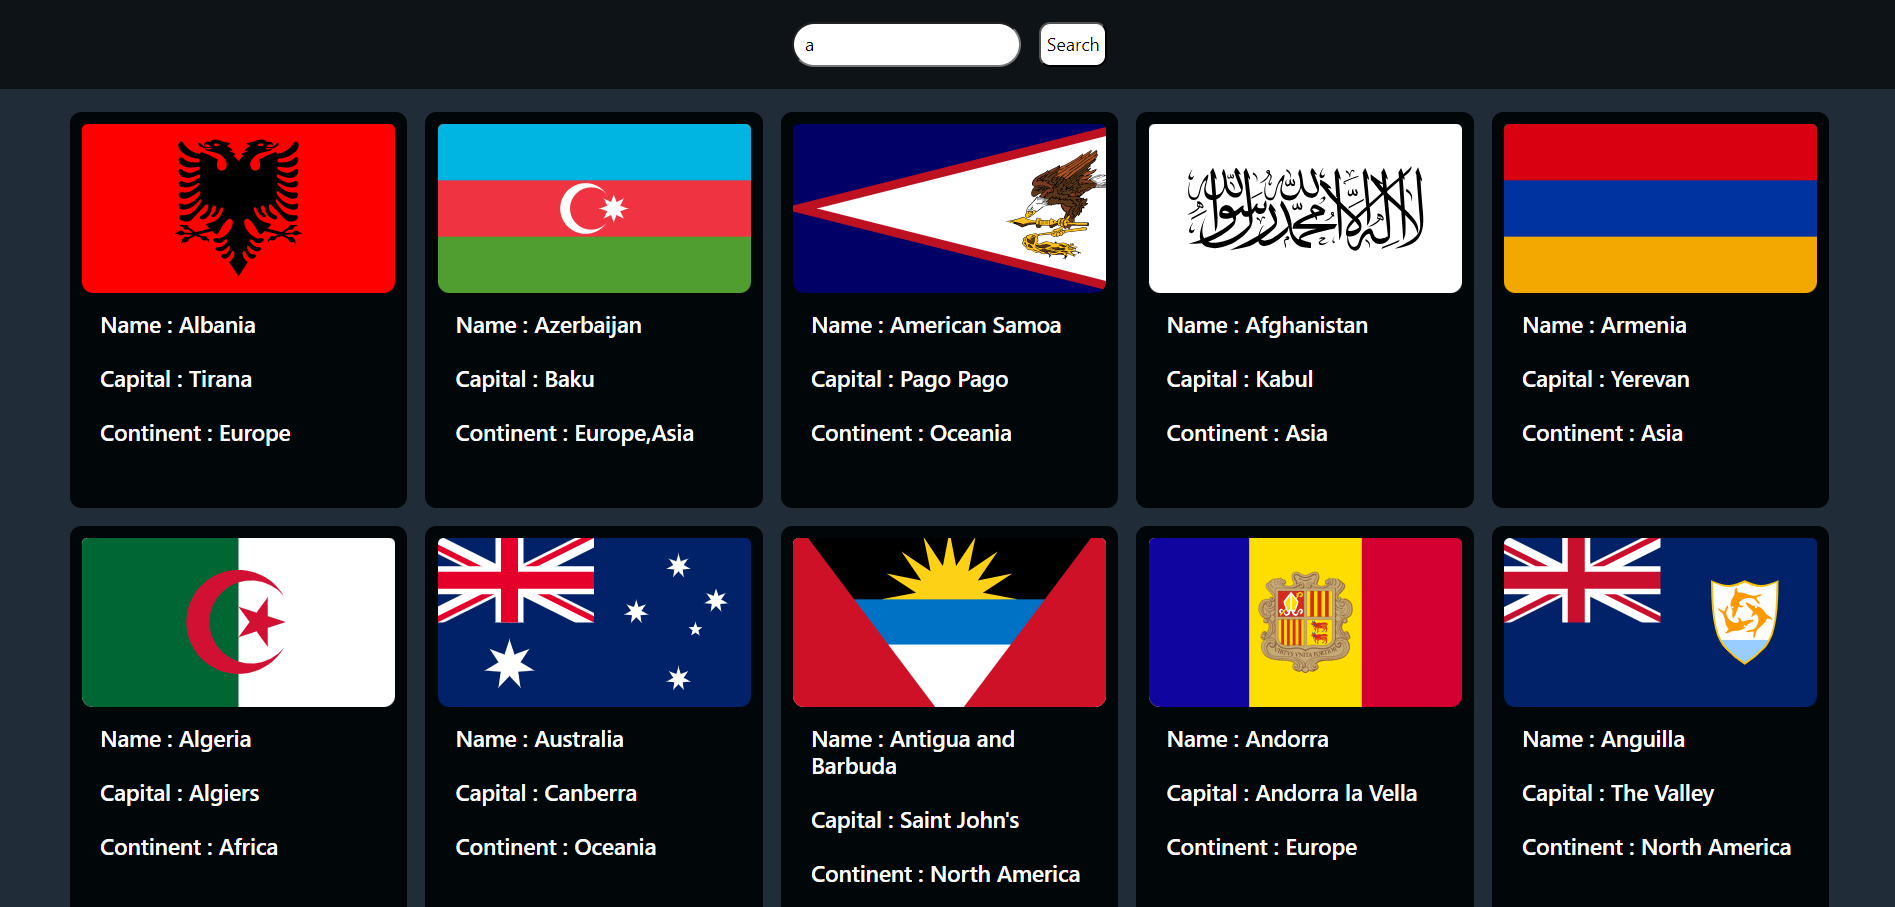 a
Search
لا إله إلا الله محمد رسول الله
Name : Albania
Capital : Tirana
Continent : Europe
Name : Azerbaijan
Capital : Baku
Continent : Europe,Asia
Name : American Samoa
Capital : Pago Pago
Continent : Oceania
Name : Afghanistan
Capital : Kabul
Continent : Asia
Name : Armenia
Capital : Yerevan
Continent : Asia
VIRTVS VNITA FORTIOR
Name : Algeria
Capital : Algiers
Continent : Africa
Name : Australia
Capital : Canberra
Continent : Oceania
Name : Antigua and
Barbuda
Capital : Saint John's
Continent : North America
Name : Andorra
Capital : Andorra la Vella
Continent : Europe
Name : Anguilla
Capital : The Valley
Continent : North America